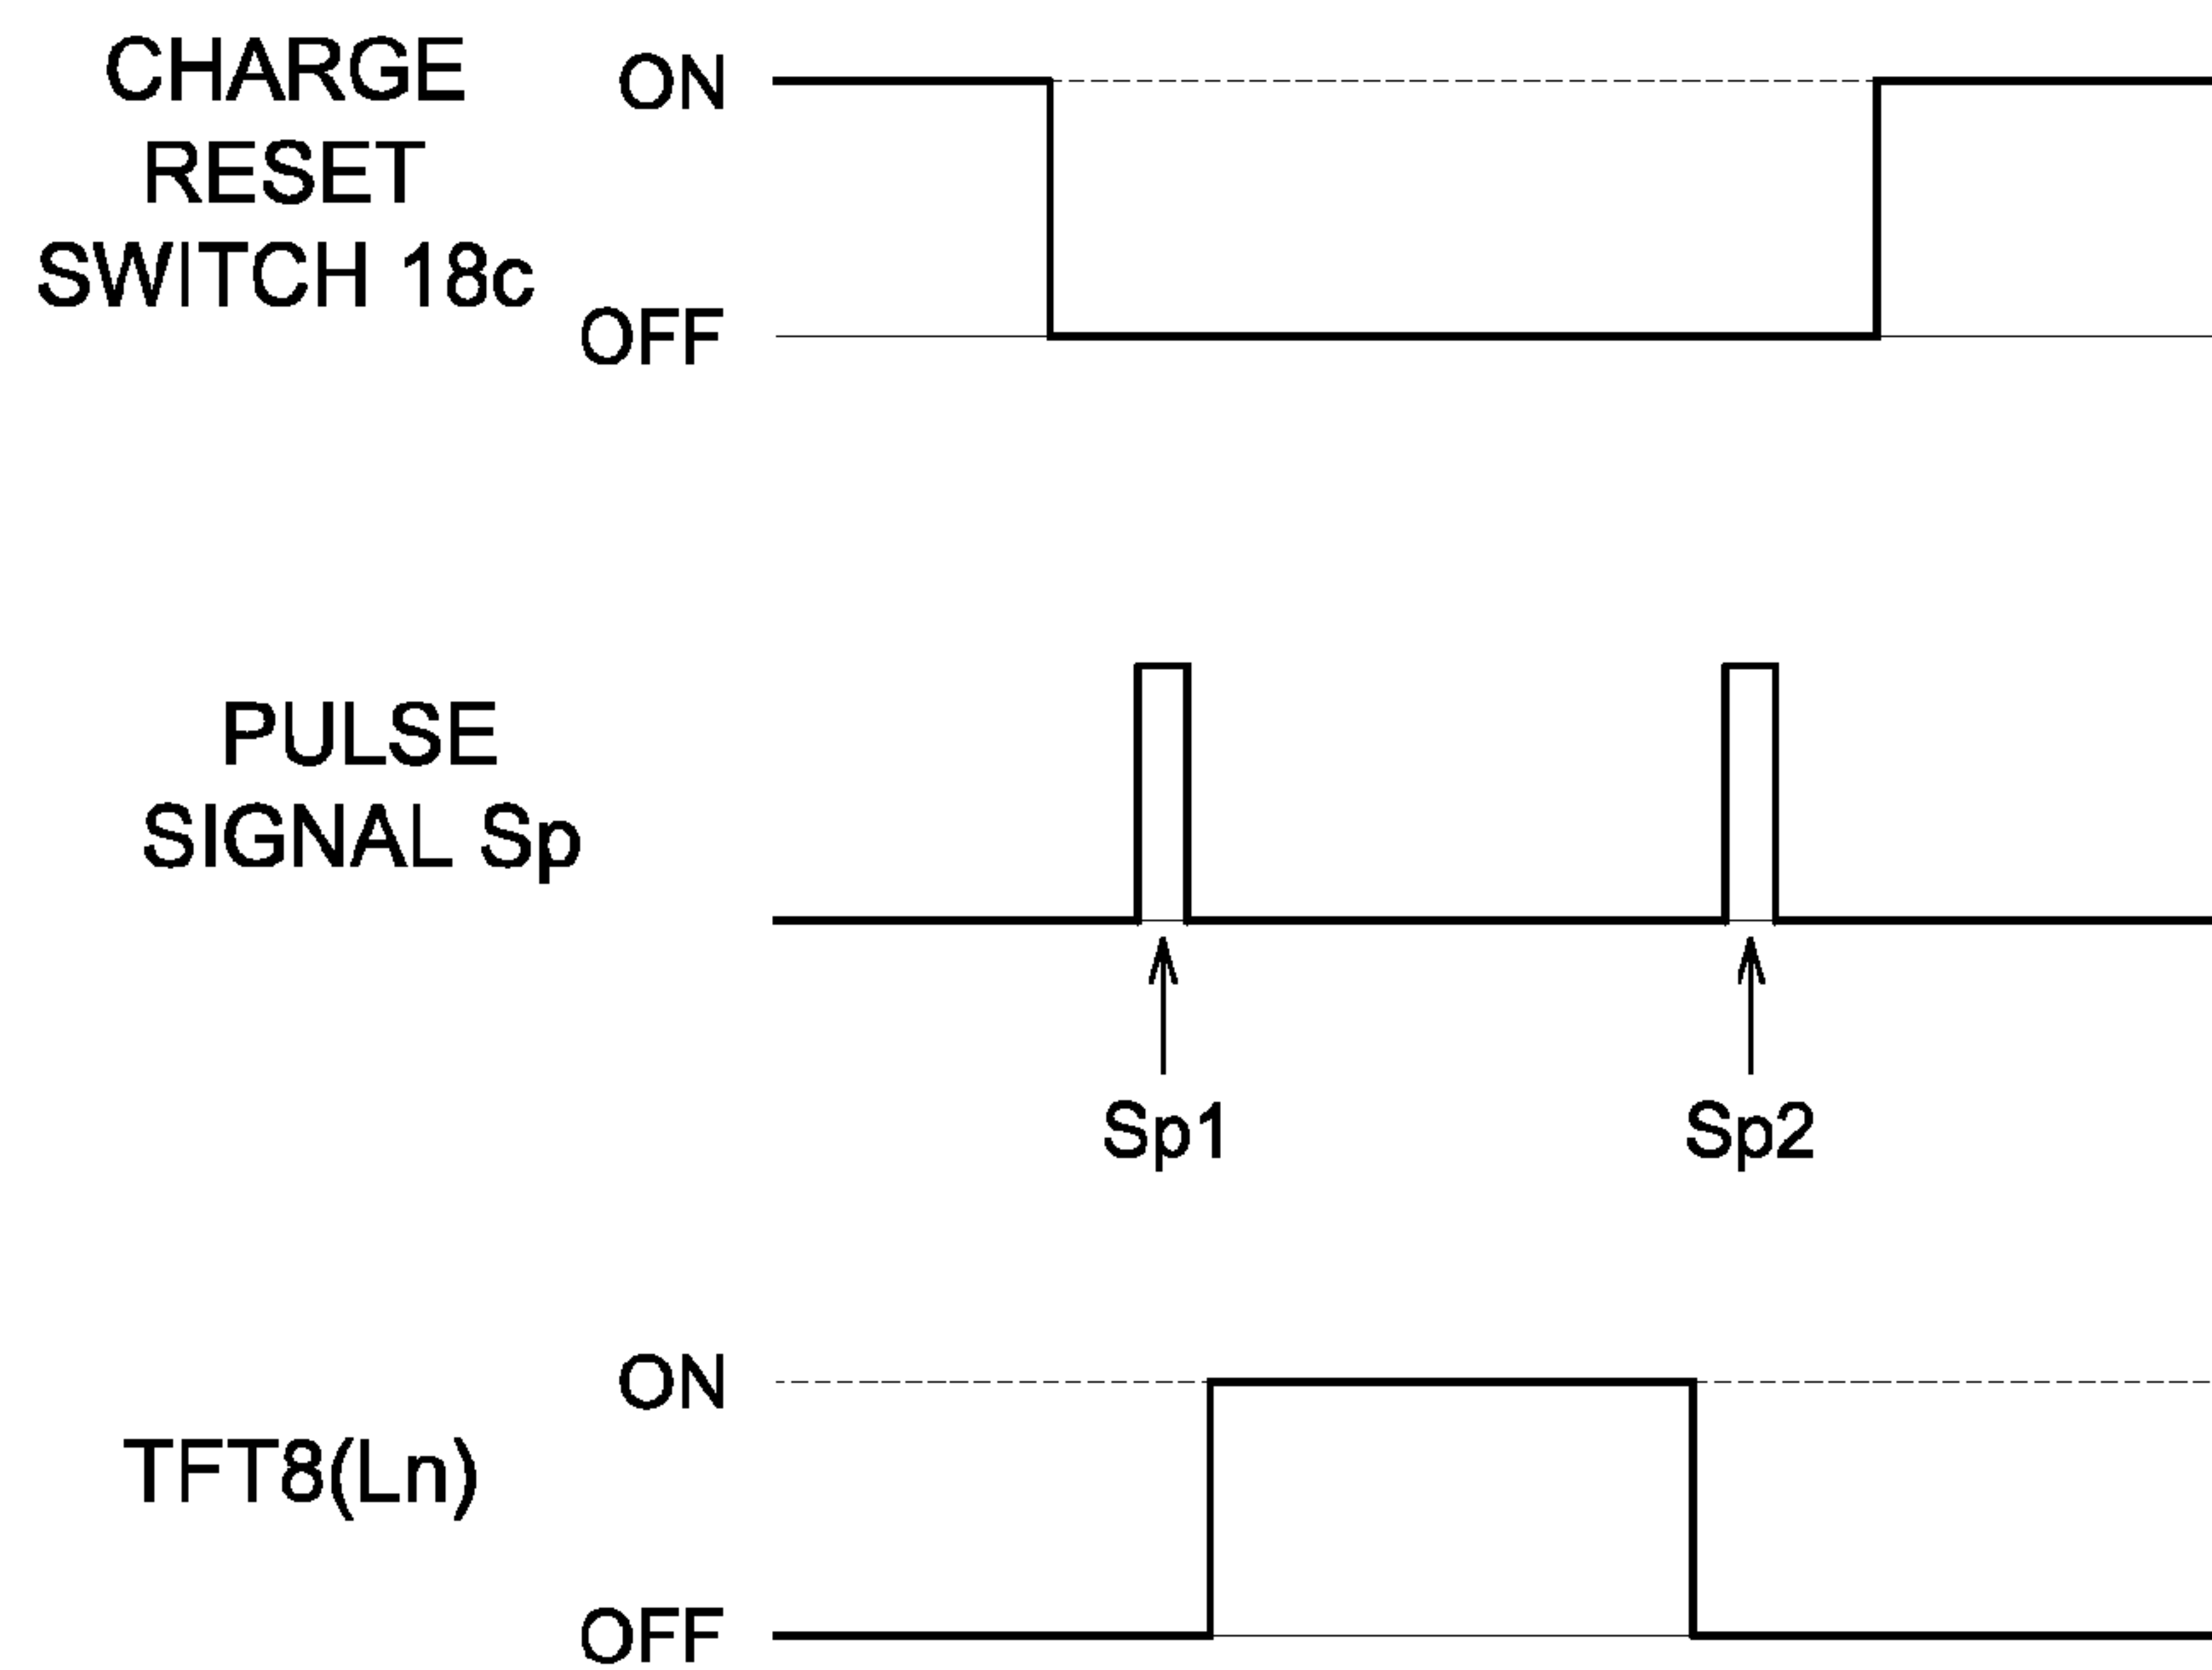 CHARGE
RESET
SWITCH 18c
ON
OFF
PULSE
SIGNAL Sp
Sp1
Sp2
TFT8(Ln)
ON
OFF